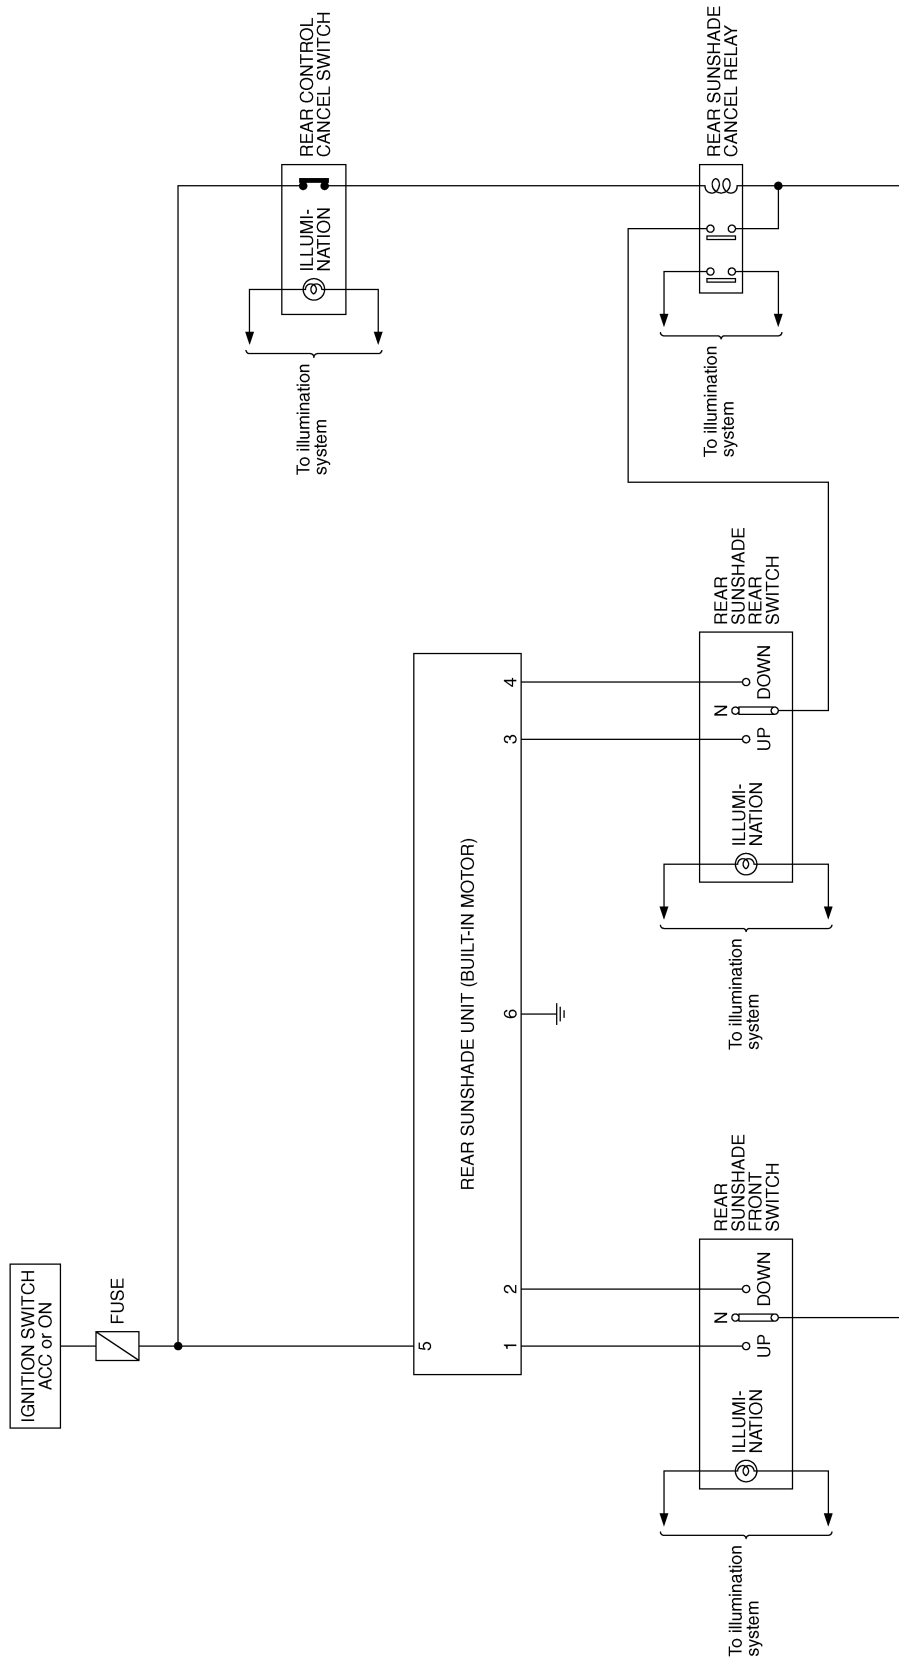 IGNITION SWITCH
ACC or ON
FUSE
REAR CONTROL
CANCEL SWITCH
ILLUMI-
NATION
To illumination
system
5
REAR SUNSHADE UNIT (BUILT-IN MOTOR)
1
2
6
3
4
REAR
SUNSHADE
FRONT
SWITCH
ILLUMI-
NATION
UP
N
DOWN
To illumination
system
REAR
SUNSHADE
REAR
SWITCH
ILLUMI-
NATION
UP
N
DOWN
To illumination
system
REAR SUNSHADE
CANCEL RELAY
To illumination
system